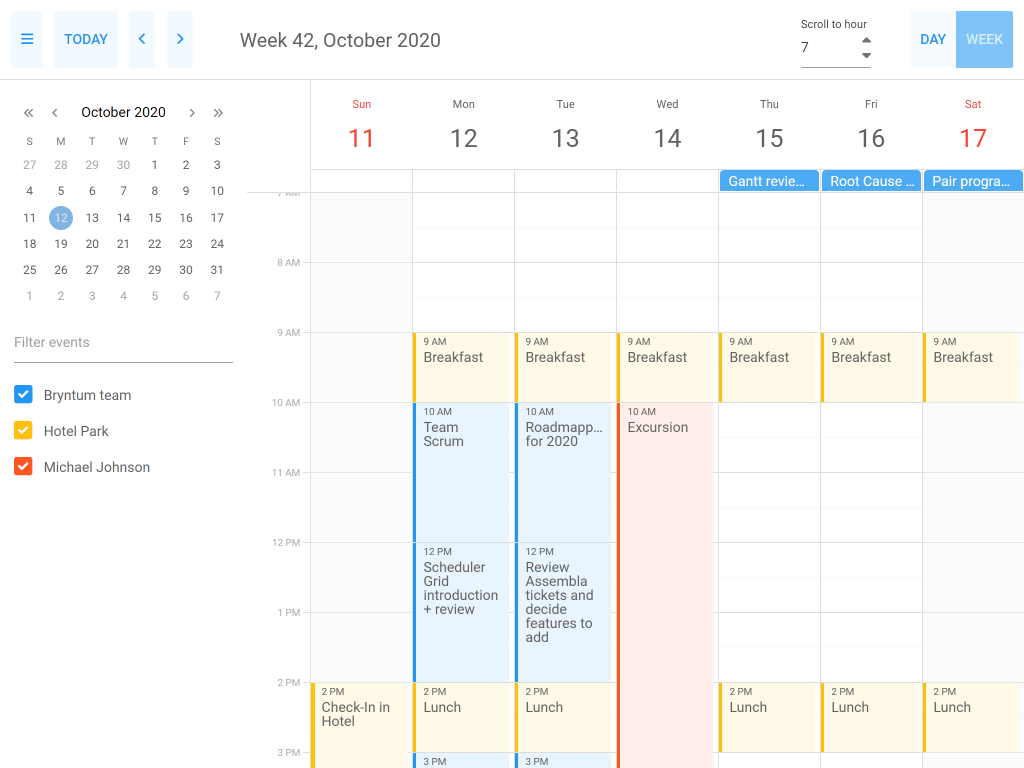 TODAY
Week 42, October 2020
Scroll to hour
7
DAY
WEEK
October 2020
S M T W T F S
27 28 29 30 1 2 3
4 5 6 7 8 9 10
11 12 13 14 15 16 17
18 19 20 21 22 23 24
25 26 27 28 29 30 31
1 2 3 4 5 6 7
Filter events
Bryntum team
Hotel Park
Michael Johnson
Sun Mon Tue Wed Thu Fri Sat
11 12 13 14 15 16 17
Gantt revie...
Root Cause ...
Pair progra...
7 AM
8 AM
9 AM
10 AM
11 AM
12 PM
1 PM
2 PM
3 PM
2 PM
Check-In in
Hotel
9 AM
Breakfast
10 AM
Team
Scrum
12 PM
Scheduler
Grid
introduction
+ review
2 PM
Lunch
3 PM
9 AM
Breakfast
10 AM
Roadmapp...
for 2020
12 PM
Review
Assembla
tickets and
decide
features to
add
2 PM
Lunch
3 PM
9 AM
Breakfast
10 AM
Excursion
9 AM
Breakfast
2 PM
Lunch
9 AM
Breakfast
2 PM
Lunch
9 AM
Breakfast
2 PM
Lunch